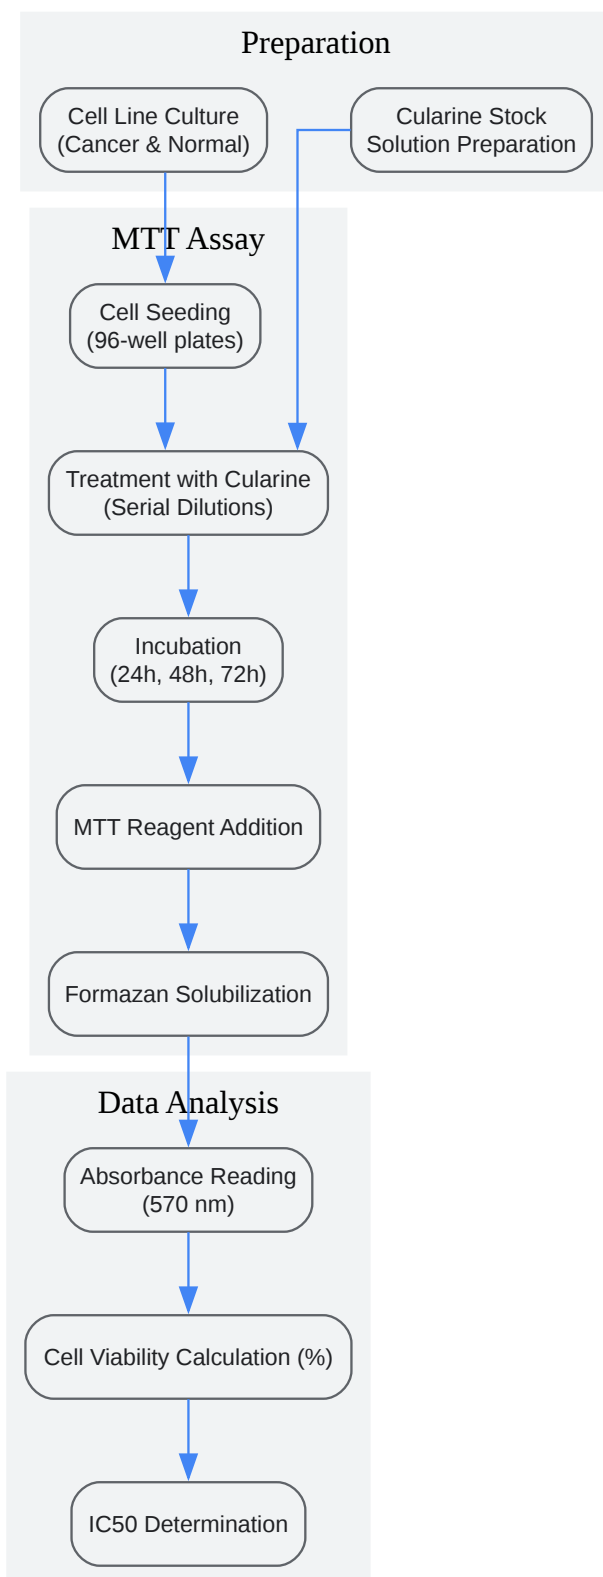 Preparation
Cell Line Culture
(Cancer & Normal)
Cularine Stock
Solution Preparation
MTT Assay
Cell Seeding
(96-well plates)
Treatment with Cularine
(Serial Dilutions)
Incubation
(24h, 48h, 72h)
MTT Reagent Addition
Formazan Solubilization
Data Analysis
Absorbance Reading
(570 nm)
Cell Viability Calculation (%)
IC50 Determination